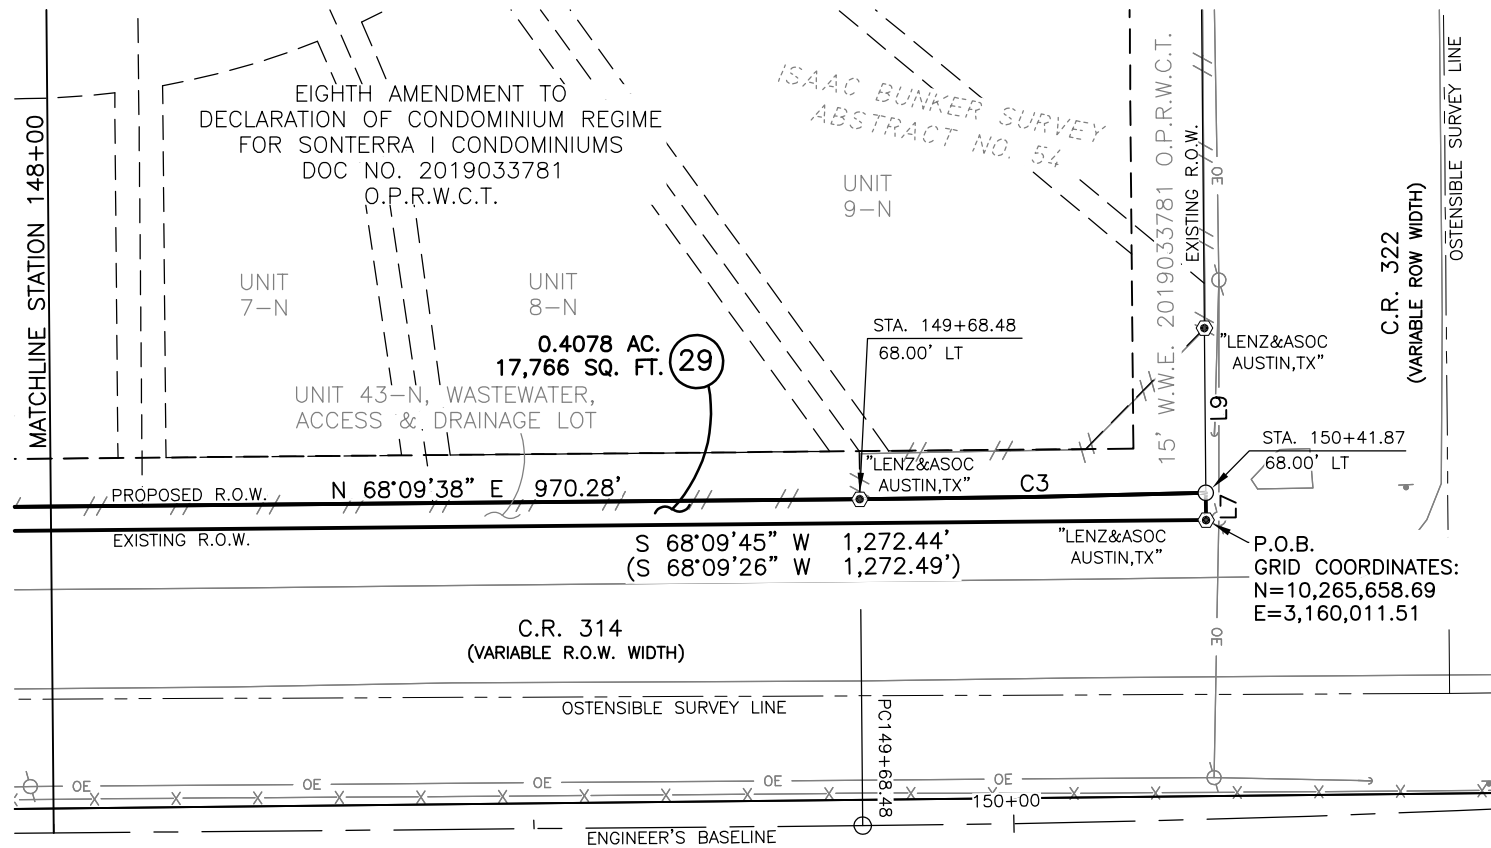 EIGHTH AMENDMENT TO
DECLARATION OF CONDOMINIUM REGIME
FOR SONTERRA I CONDOMINIUMS
DOC NO. 2019033781
O.P.R.W.C.T.
ISAAC BUNKER SURVEY
ABSTRACT NO. 54
UNIT
9-N
UNIT
7-N
UNIT
8-N
MATCHLINE STATION 148+00
15' W.W.E. 2019033781 O.P.R.W.C.T.
EXISTING R.O.W.
OE
OSTENSIBLE SURVEY LINE
C.R. 322
(VARIABLE ROW WIDTH)
0.4078 AC.
17,766 SQ. FT.
29
STA. 149+68.48
68.00' LT
"LENZ&ASOC
AUSTIN,TX"
UNIT 43-N, WASTEWATER,
ACCESS & DRAINAGE LOT
L9
STA. 150+41.87
68.00' LT
"LENZ&ASOC
AUSTIN,TX"
PROPOSED R.O.W.
N 68°09'38" E 970.28'
C3
L7
EXISTING R.O.W.
S 68°09'45" W 1,272.44'
(S 68°09'26" W 1,272.49')
"LENZ&ASOC
AUSTIN,TX"
P.O.B.
GRID COORDINATES:
N=10,265,658.69
E=3,160,011.51
C.R. 314
(VARIABLE R.O.W. WIDTH)
OE
OSTENSIBLE SURVEY LINE
PC149+68.48
OE
OE
OE
OE
OE
150+00
ENGINEER'S BASELINE